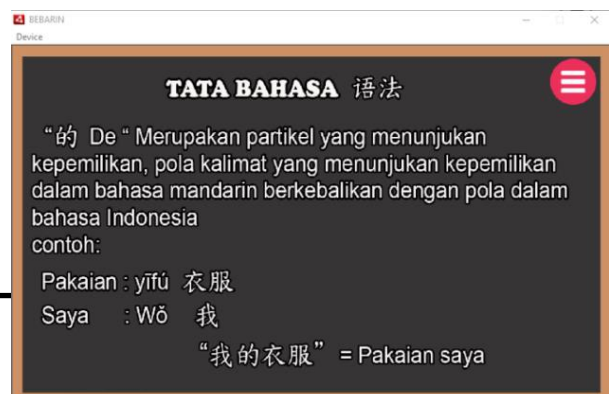 BEBARIN
Device
TATA BAHASA 语法
“的 De “ Merupakan partikel yang menunjukan
kepemilikan, pola kalimat yang menunjukan kepemilikan
dalam bahasa mandarin berkebalikan dengan pola dalam
bahasa Indonesia
contoh:
Pakaian : yīfú 衣服
Saya : Wǒ 我
“我的衣服” = Pakaian saya